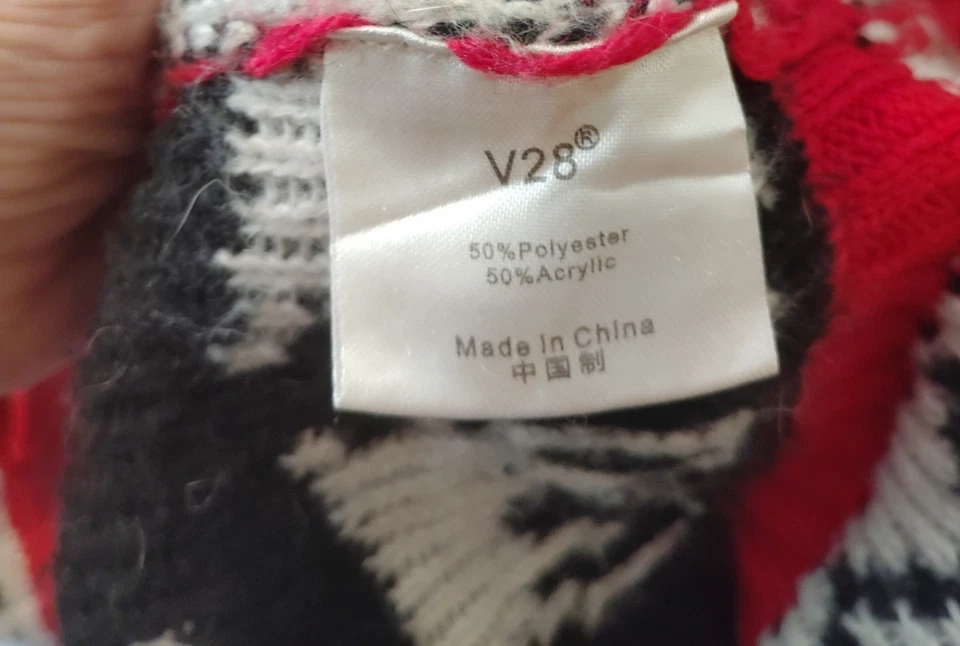 V28®
50%Polyester
50%Acrylic
Made In China
中国制